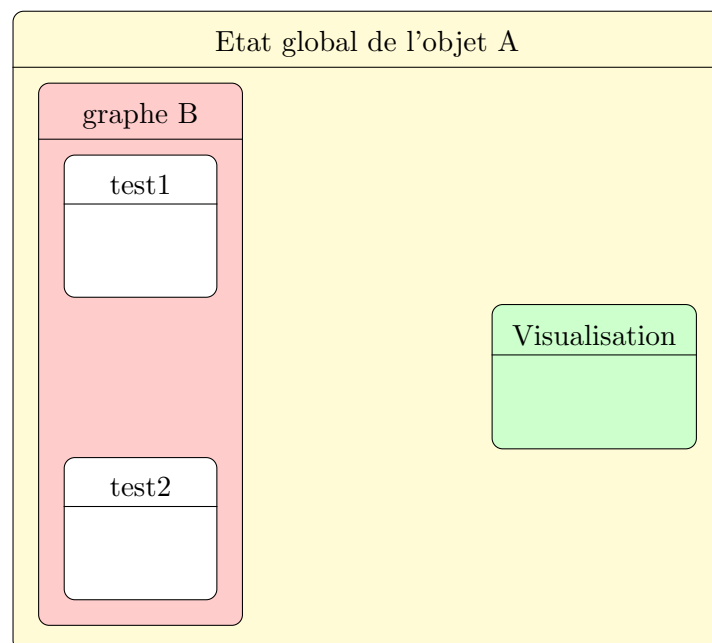 Etat global de l'objet A
graphe B
test1
Visualisation
test2